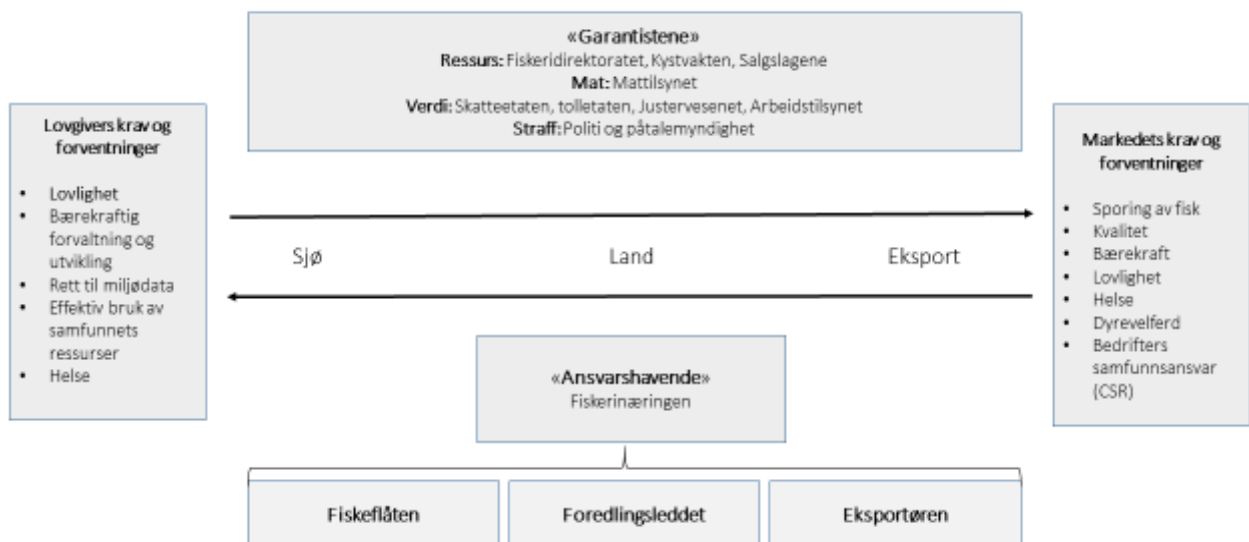 «Garantistene»
Ressurs: Fiskeridirektoratet, Kystvakten, Salgslagene
Mat: Mattilsynet
Verdi: Skatteetaten, tolletaten, Justervesenet, Arbeidstilsynet
Straff: Politi og påtalemyndighet
Lovgivers krav og
forventninger
• Lovlighet
• Bærekraftig
forvaltning og
utvikling
• Rett til miljødata
• Effektiv bruk av
samfunnets
ressurser
• Helse
Sjø
Land
Eksport
Markedets krav og
forventninger
• Sporing av fisk
• Kvalitet
• Bærekraft
• Lovlighet
• Helse
• Dyrevelferd
• Bedrifters
samfunnsansvar
(CSR)
«Ansvarshavende»
Fiskerinæringen
Fiskeflåten
Foredlingsleddet
Eksportøren